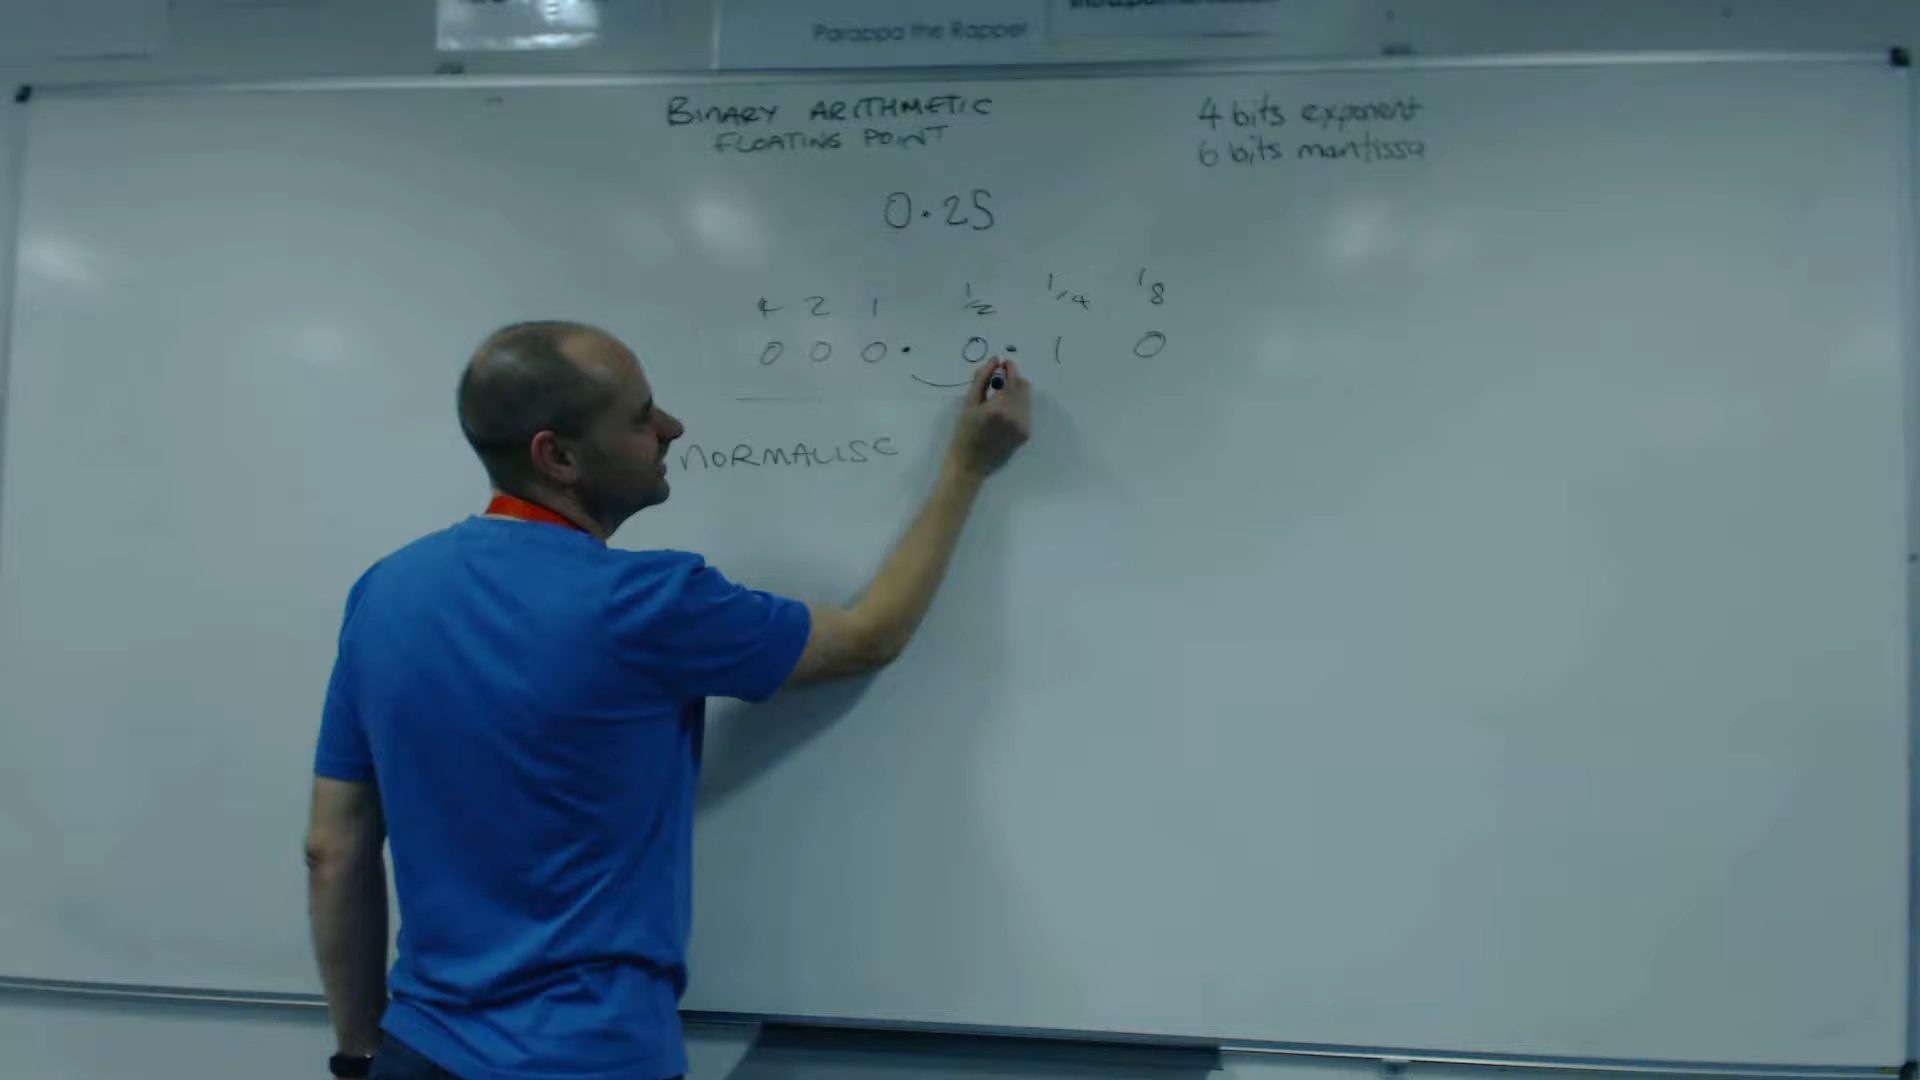 Parappa the Rapper
BINARY ARITHMETIC
FLOATING POINT
4 bits exponent
6 bits mantissa
0.25
4 2 1 1/2 1/4 1/8
0 0 0 . 0 . 1 0
NORMALISE